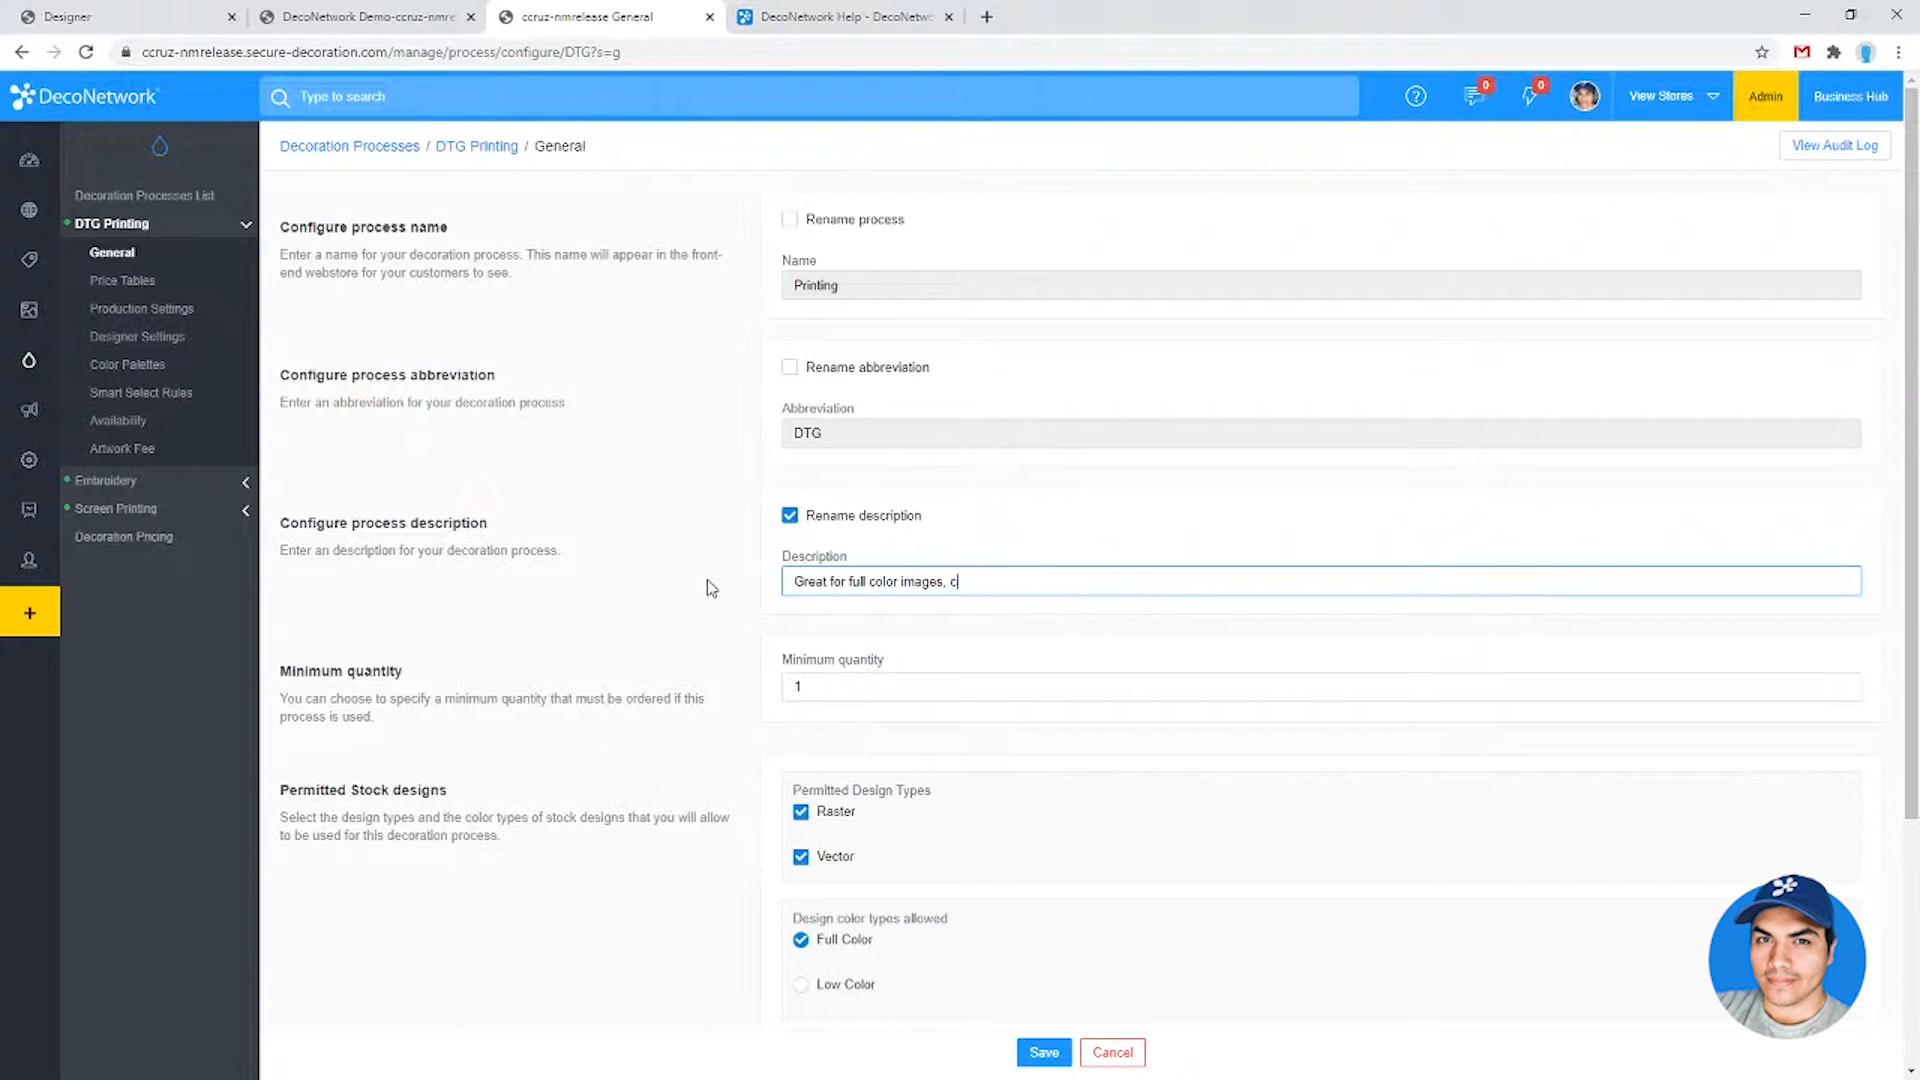 Designer
DecoNetwork Demo-ccruz-nmre
ccruz-nmrelease General
DecoNetwork Help - DecoNetwo
ccruz-nmrelease.secure-decoration.com/manage/process/configure/DTG?s=g
DecoNetwork
Type to search
0
0
View Stores
Admin
Business Hub
Decoration Processes / DTG Printing / General
View Audit Log
Decoration Processes List
DTG Printing
General
Price Tables
Production Settings
Designer Settings
Color Palettes
Smart Select Rules
Availability
Artwork Fee
Embroidery
Screen Printing
Decoration Pricing
Configure process name
Enter a name for your decoration process. This name will appear in the front-
end webstore for your customers to see.
Rename process
Name
Printing
Configure process abbreviation
Enter an abbreviation for your decoration process
Rename abbreviation
Abbreviation
DTG
Configure process description
Enter an description for your decoration process.
Rename description
Description
Great for full color images, c
Minimum quantity
You can choose to specify a minimum quantity that must be ordered if this
process is used.
Minimum quantity
1
Permitted Stock designs
Select the design types and the color types of stock designs that you will allow
to be used for this decoration process.
Permitted Design Types
Raster
Vector
Design color types allowed
Full Color
Low Color
Save
Cancel